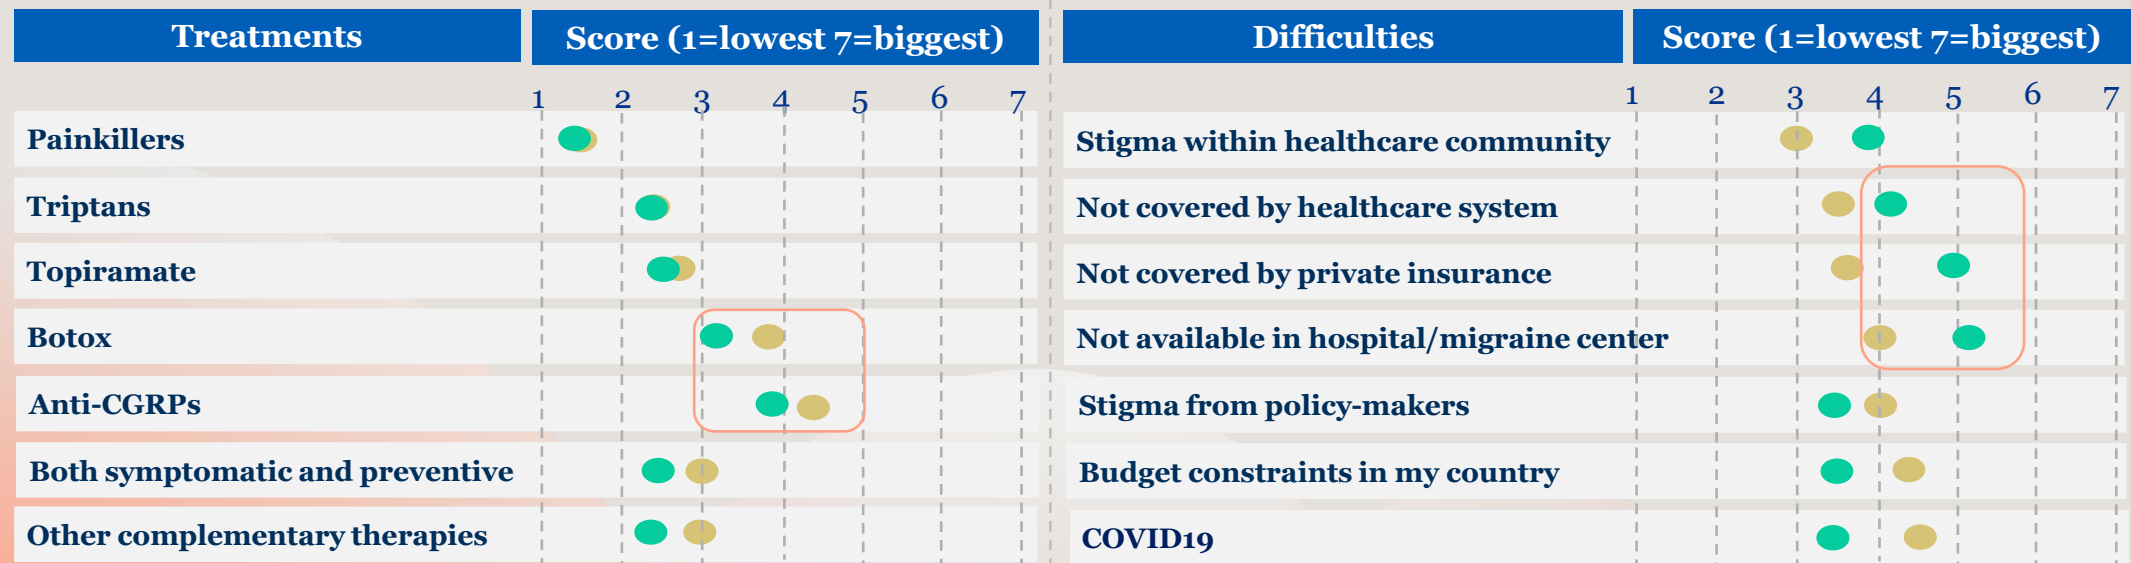 Treatments
Score (1=lowest 7=biggest)
1 2 3 4 5 6 7
Painkillers
Triptans
Topiramate
Botox
Anti-CGRPs
Both symptomatic and preventive
Other complementary therapies
Difficulties
Score (1=lowest 7=biggest)
1 2 3 4 5 6 7
Stigma within healthcare community
Not covered by healthcare system
Not covered by private insurance
Not available in hospital/migraine center
Stigma from policy-makers
Budget constraints in my country
COVID19